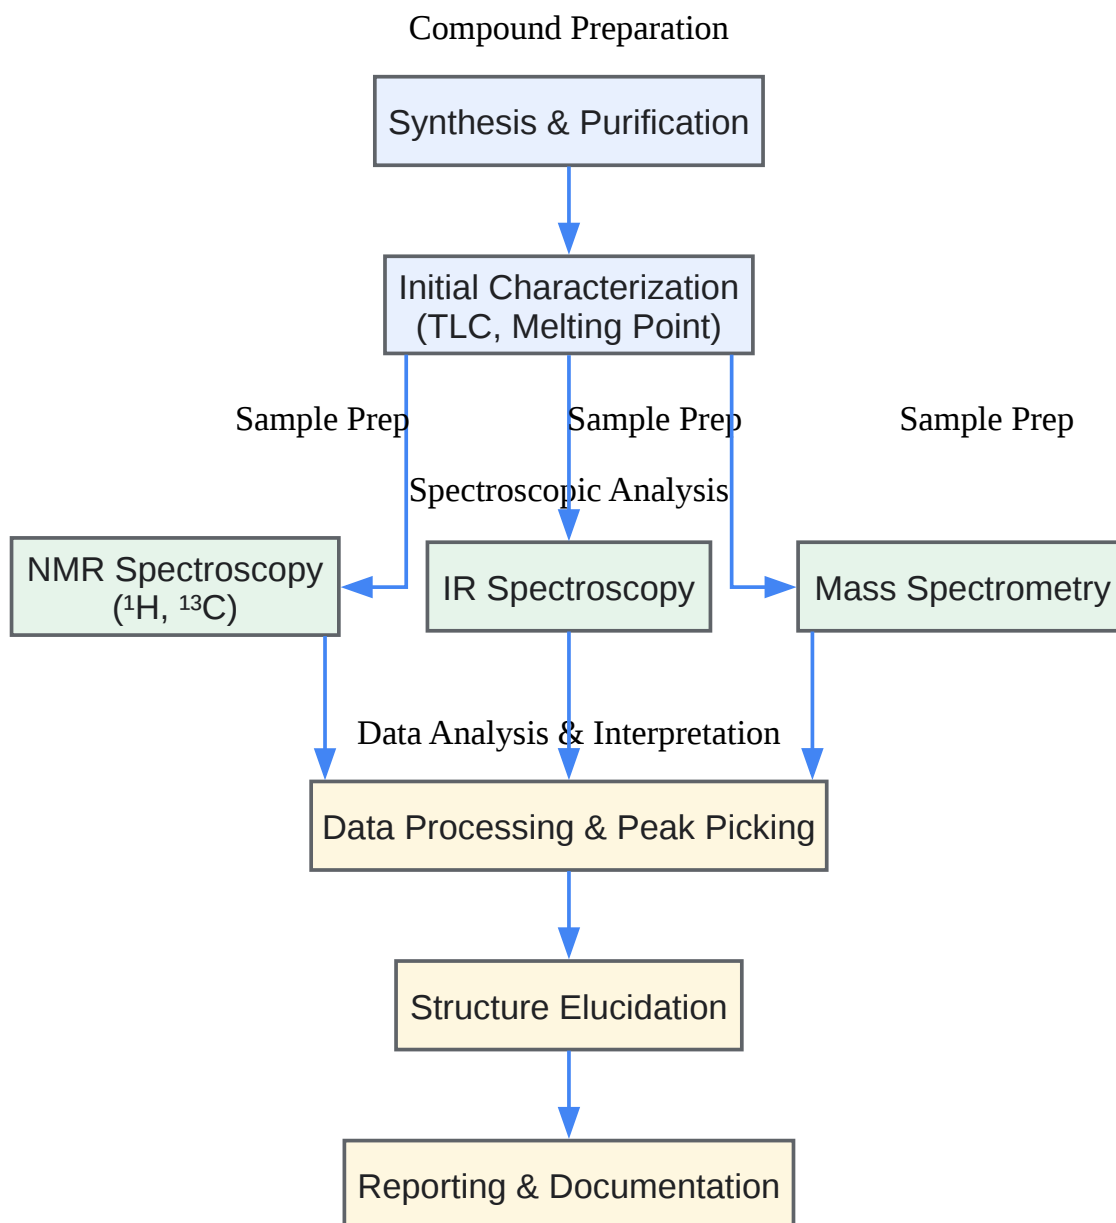 Compound Preparation
Synthesis & Purification
Initial Characterization
(TLC, Melting Point)
Sample Prep
Sample Prep
Sample Prep
Spectroscopic Analysis
NMR Spectroscopy
(¹H, ¹³C)
IR Spectroscopy
Mass Spectrometry
Data Analysis & Interpretation
Data Processing & Peak Picking
Structure Elucidation
Reporting & Documentation